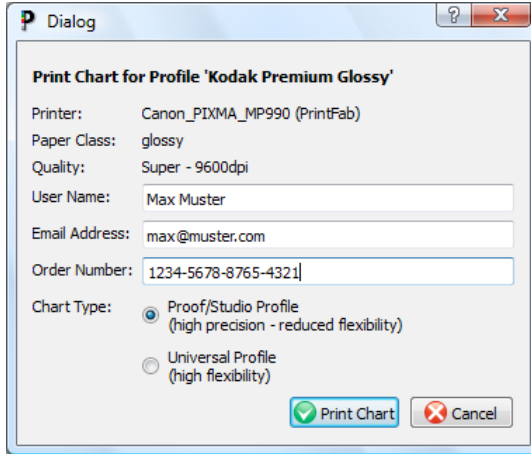 Dialog
Print Chart for Profile 'Kodak Premium Glossy'
Printer: Canon_PIXMA_MP990 (PrintFab)
Paper Class: glossy
Quality: Super - 9600dpi
User Name: Max Muster
Email Address: max@muster.com
Order Number: 1234-5678-8765-4321
Chart Type: Proof/Studio Profile
(high precision - reduced flexibility)
Universal Profile
(high flexibility)
Print Chart Cancel